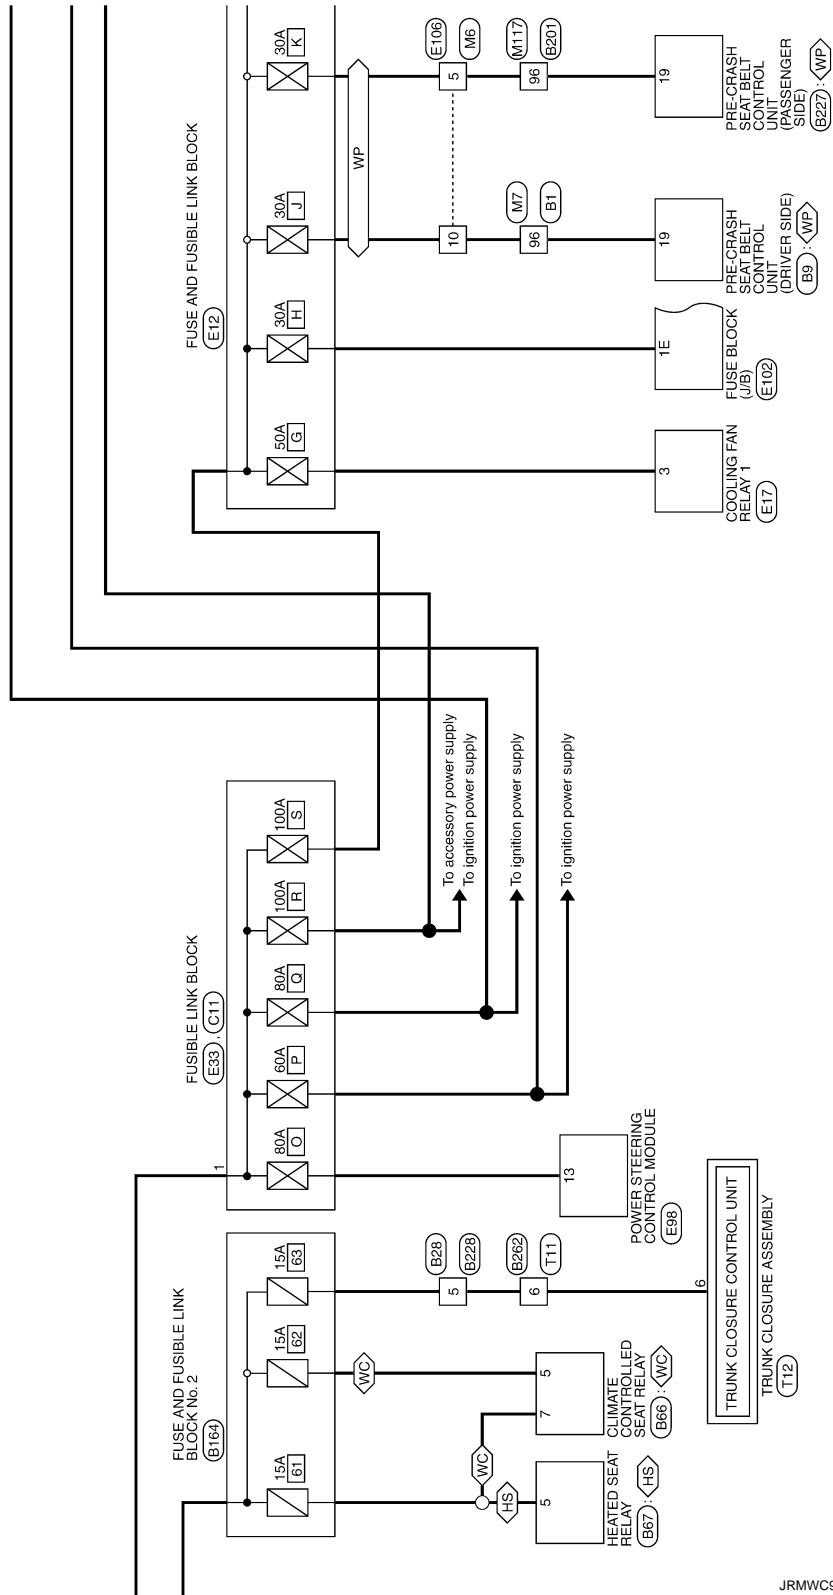 FUSE AND FUSIBLE LINK
BLOCK No. 2
B164
15A
61
15A
62
15A
63
WC
WC
HS
5
HEATED SEAT
RELAY
B67 : HS
7
5
CLIMATE
CONTROLLED
SEAT RELAY
B66 : WC
B28
5
B228
B262
6
T11
6
TRUNK CLOSURE CONTROL UNIT
TRUNK CLOSURE ASSEMBLY
T12
FUSIBLE LINK BLOCK
E33 , C11
1
80A
O
60A
P
80A
Q
100A
R
100A
S
13
POWER STEERING
CONTROL MODULE
E98
To accessory power supply
To ignition power supply
To ignition power supply
To ignition power supply
FUSE AND FUSIBLE LINK BLOCK
E12
50A
G
30A
H
30A
J
30A
K
WP
E106
10
5
M6
M7
96
B1
M117
96
B201
3
COOLING FAN
RELAY 1
E17
1E
FUSE BLOCK
(J/B)
E102
19
PRE-CRASH
SEAT BELT
CONTROL
UNIT
(DRIVER SIDE)
B9 : WP
19
PRE-CRASH
SEAT BELT
CONTROL
UNIT
(PASSENGER
SIDE)
B227 : WP